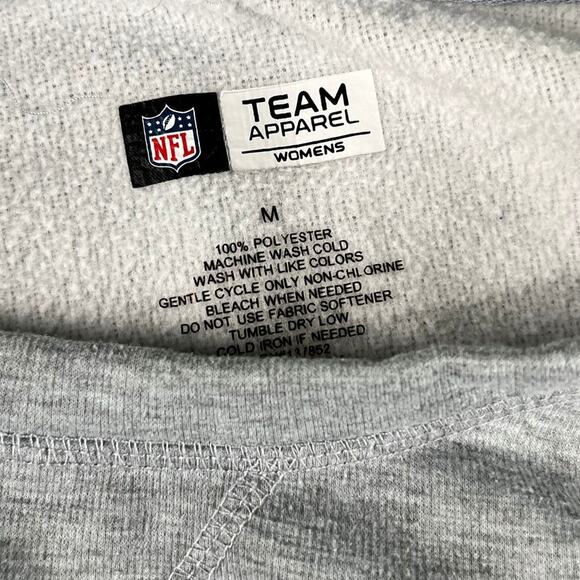 NFL
TEAM
APPAREL
WOMENS
M
100% POLYESTER
MACHINE WASH COLD
WASH WITH LIKE COLORS
GENTLE CYCLE ONLY NON-CHLORINE
BLEACH WHEN NEEDED
DO NOT USE FABRIC SOFTENER
TUMBLE DRY LOW
COLD IRON IF NEEDED